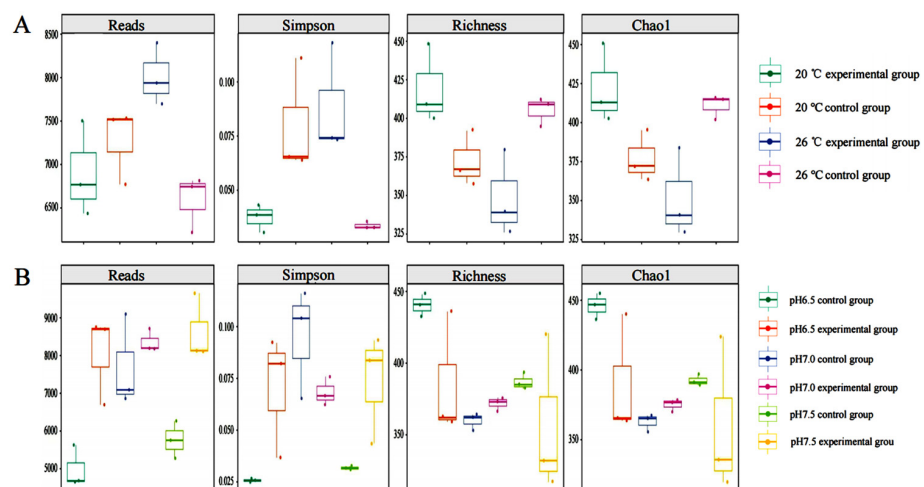 A
Reads Simpson Richness Chao1
8500
8000
7500
7000
6500
0.100
0.075
0.050
450
425
400
375
350
325
450
425
400
375
350
325
20 ℃ experimental group
20 ℃ control group
26 ℃ experimental group
26 ℃ control group
B
Reads Simpson Richness Chao1
9000
8000
7000
6000
5000
0.100
0.075
0.053
0.025
450
400
350
450
400
350
pH6.5 control group
pH6.5 experimental group
pH7.0 control group
pH7.0 experimental group
pH7.5 control group
pH7.5 experimental grou